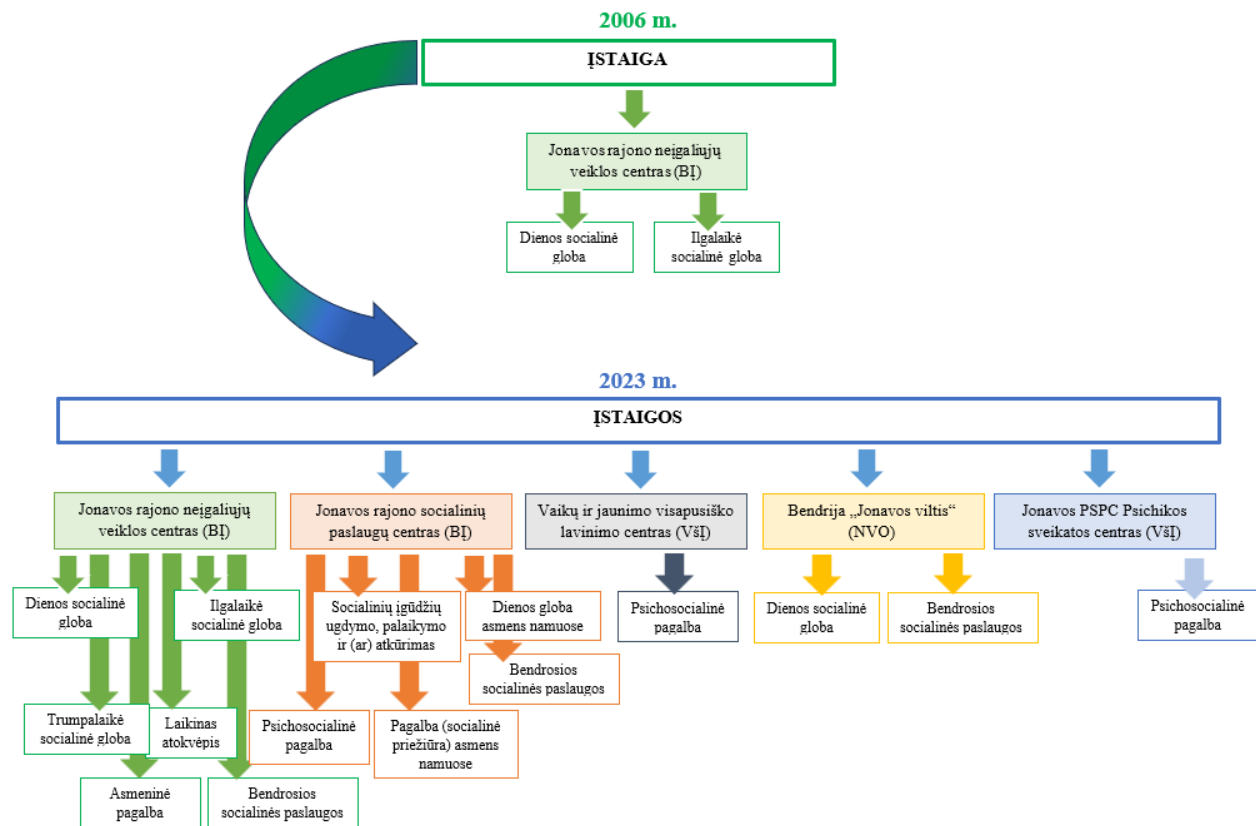 2006 m.
ĮSTAIGA
Jonavos rajono neįgaliųjų
veiklos centras (BĮ)
Dienos socialinė
globa
Ilgalaikė
socialinė globa
2023 m.
ĮSTAIGOS
Jonavos rajono neįgaliųjų
veiklos centras (BĮ)
Jonavos rajono socialinių
paslaugų centras (BĮ)
Vaikų ir jaunimo visapusiško
lavinimo centras (VšĮ)
Bendrija „Jonavos viltis“
(NVO)
Jonavos PSPC Psichikos
sveikatos centras (VšĮ)
Dienos socialinė
globa
Ilgalaikė
socialinė globa
Socialinių įgūdžių
ugdymo, palaikymo
ir (ar) atkūrimas
Dienos globa
asmens namuose
Psichosocialinė
pagalba
Dienos socialinė
globa
Bendrosios
socialinės paslaugos
Psichosocialinė
pagalba
Bendrosios
socialinės paslaugos
Trumpalaikė
socialinė globa
Laikinas
atokvėpis
Psichosocialinė
pagalba
Pagalba (socialinė
priežiūra) asmens
namuose
Asmeninė
pagalba
Bendrosios
socialinės paslaugos